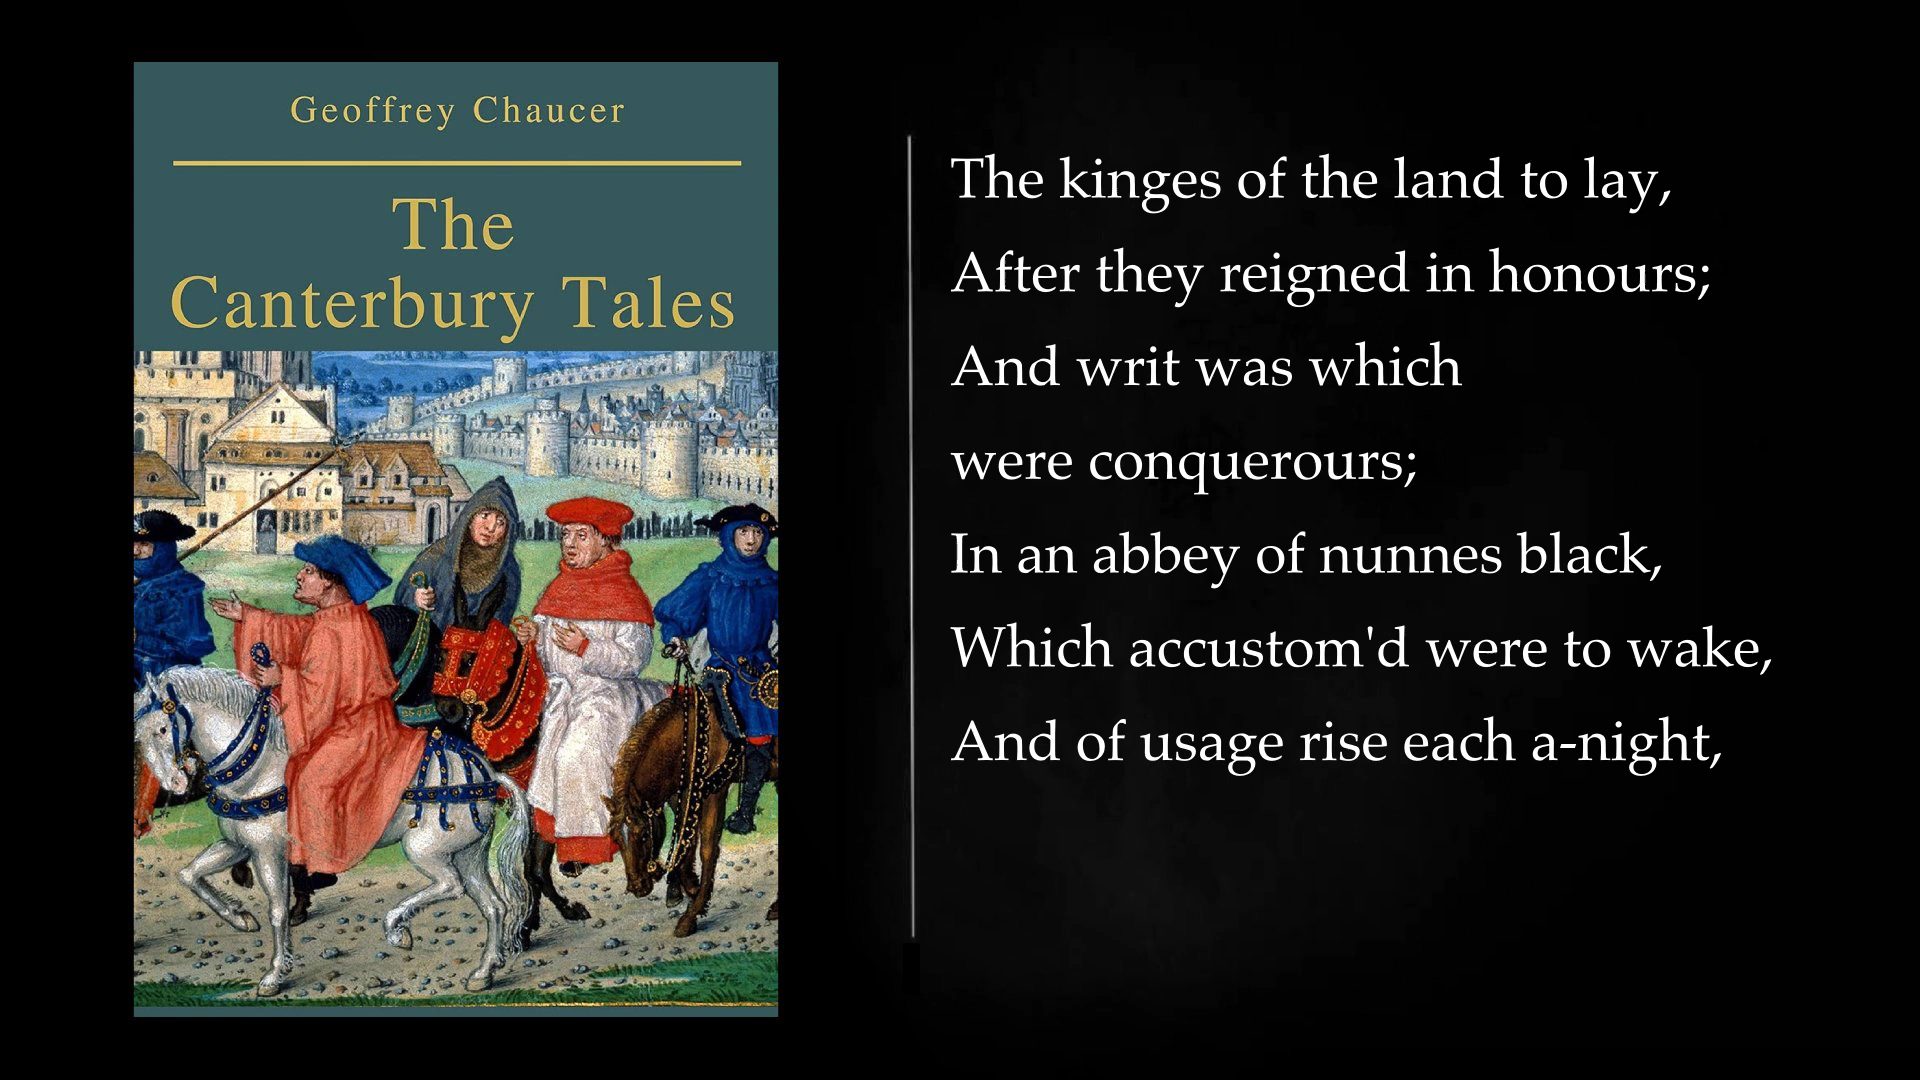 Geoffrey Chaucer
The
Canterbury Tales
The kinges of the land to lay,
After they reigned in honours;
And writ was which
were conquerours;
In an abbey of nunnes black,
Which accustom'd were to wake,
And of usage rise each a-night,